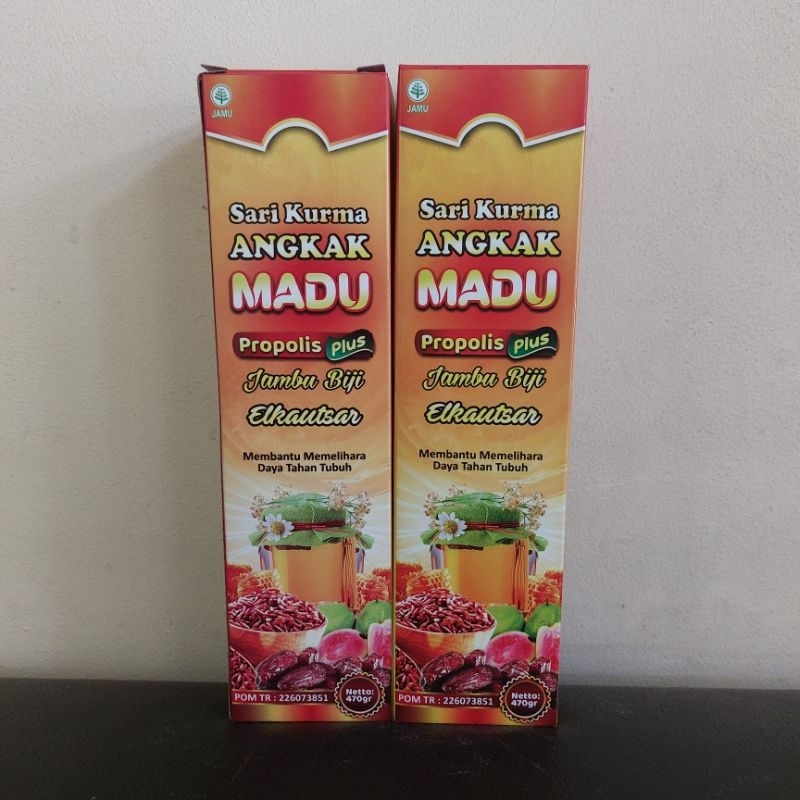 JAMU
Sari Kurma
ANGKAK
MADU
Propolis Plus
Jambu Biji
Elkautsar
Membantu Memelihara
Daya Tahan Tubuh
POM TR : 226073851
Netto:
470gr
JAMU
Sari Kurma
ANGKAK
MADU
Propolis Plus
Jambu Biji
Elkautsar
Membantu Memelihara
Daya Tahan Tubuh
POM TR : 226073851
Netto:
470gr